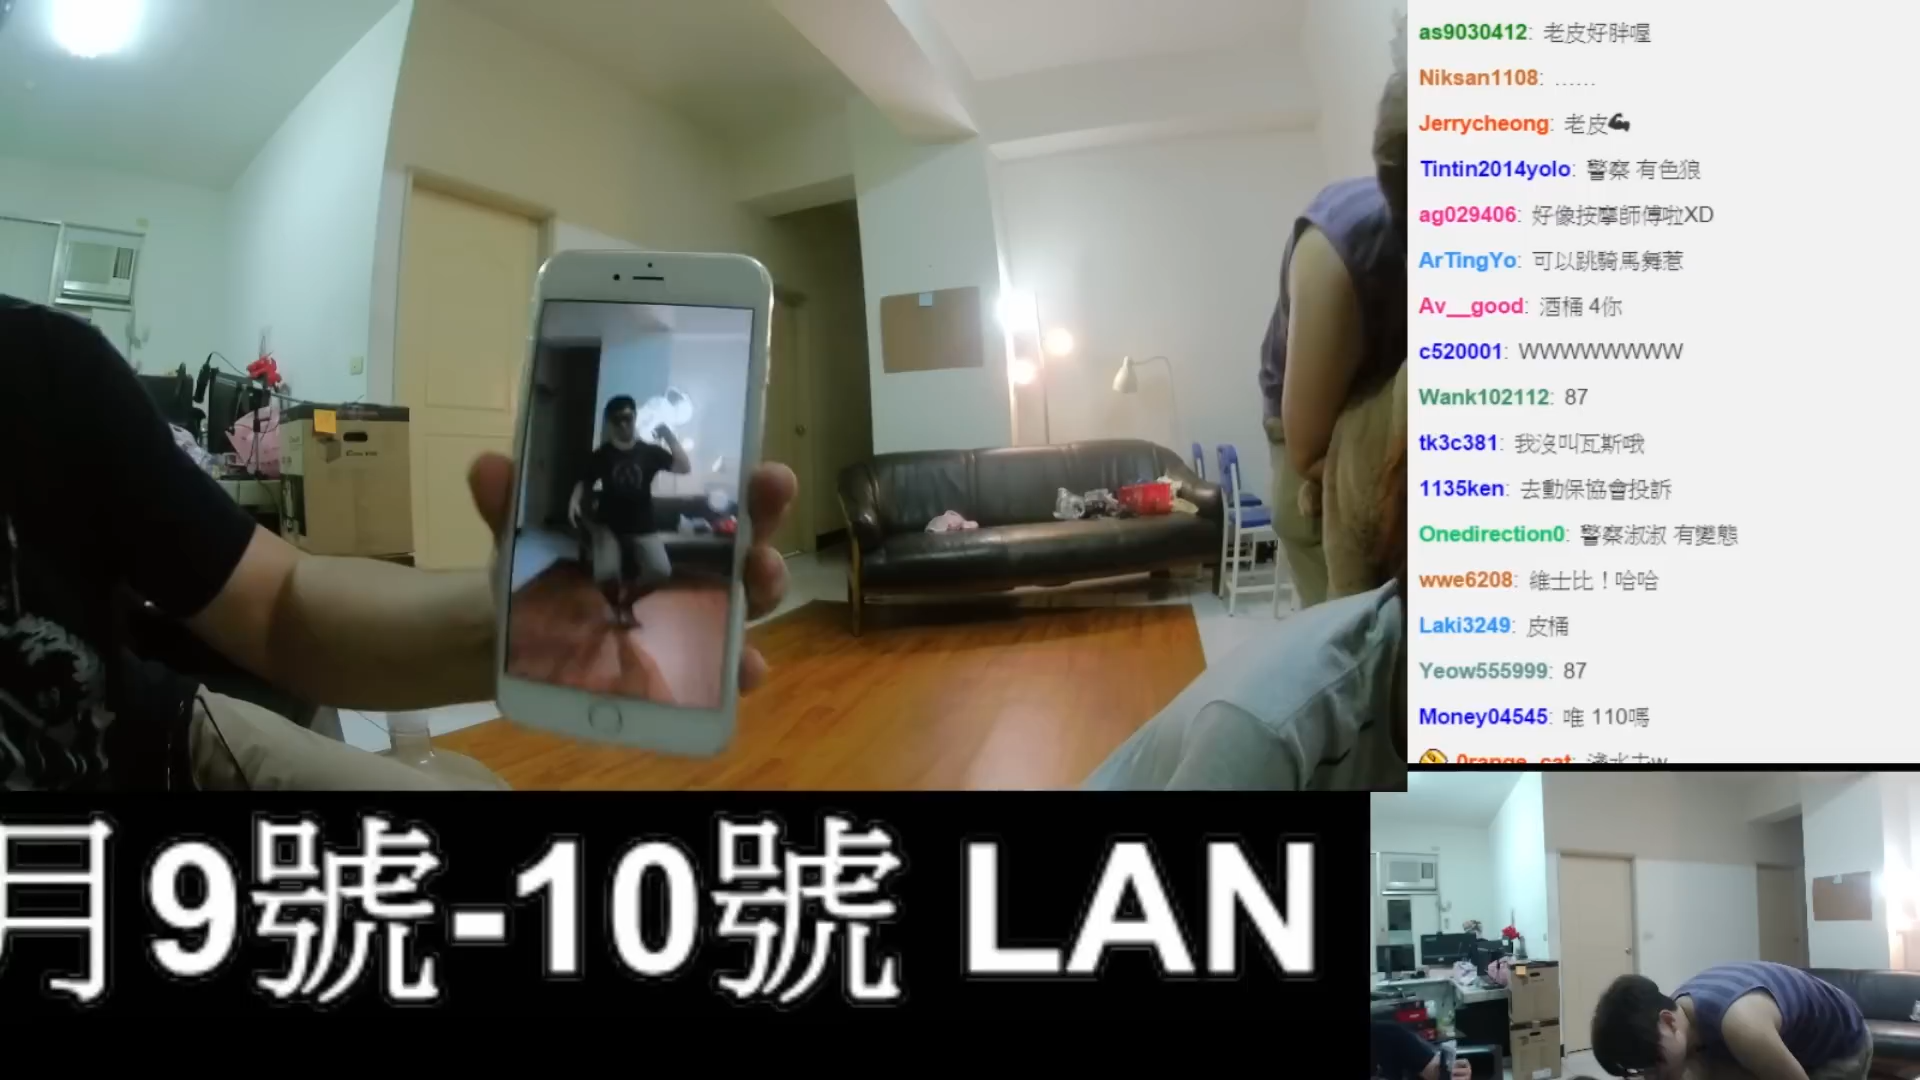 as9030412: 老皮好胖喔
Niksan1108: ……
Jerrycheong: 老皮💪
Tintin2014yolo: 警察 有色狼
ag029406: 好像按摩師傅啦XD
ArTingYo: 可以跳騎馬舞惹
Av__good: 酒桶 4你
c520001: WWWWWWWW
Wank102112: 87
tk3c381: 我沒叫瓦斯哦
1135ken: 去動保協會投訴
Onedirection0: 警察淑淑 有變態
wwe6208: 維士比！哈哈
Laki3249: 皮桶
Yeow555999: 87
Money04545: 唯 110嗎
0range_cat:
月9號-10號 LAN